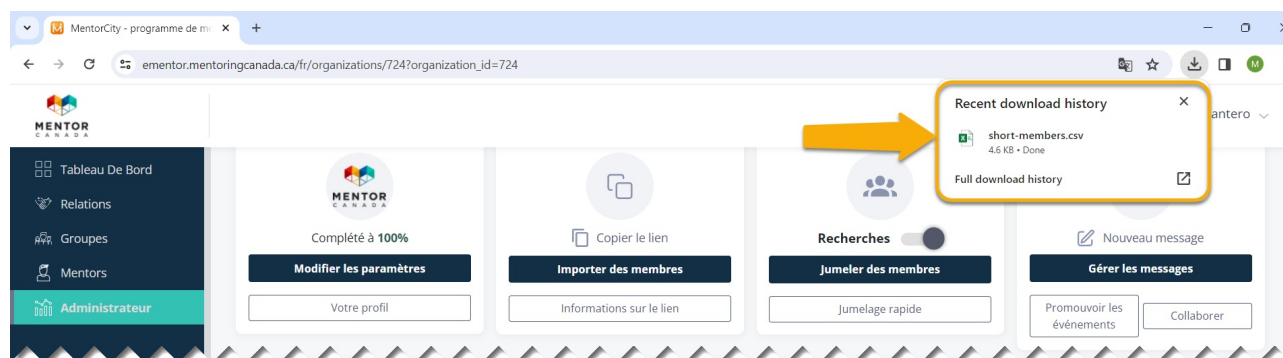 MentorCity - programme de m
ementor.mentoringcanada.ca/fr/organizations/724?organization_id=724
M
Recent download history
short-members.csv
4.6 KB • Done
Full download history
antero
MENTOR
CANADA
Tableau De Bord
Relations
Groupes
Mentors
Administrateur
MENTOR
CANADA
Complété à 100%
Modifier les paramètres
Votre profil
Copier le lien
Importer des membres
Informations sur le lien
Recherches
Jumeler des membres
Jumelage rapide
Nouveau message
Gérer les messages
Promouvoir les
événements
Collaborer